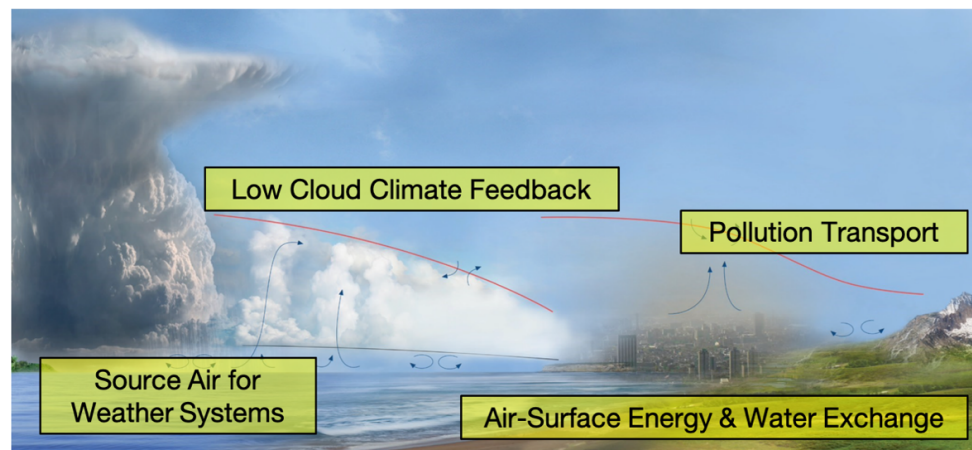 Low Cloud Climate Feedback
Pollution Transport
Source Air for
Weather Systems
Air-Surface Energy & Water Exchange